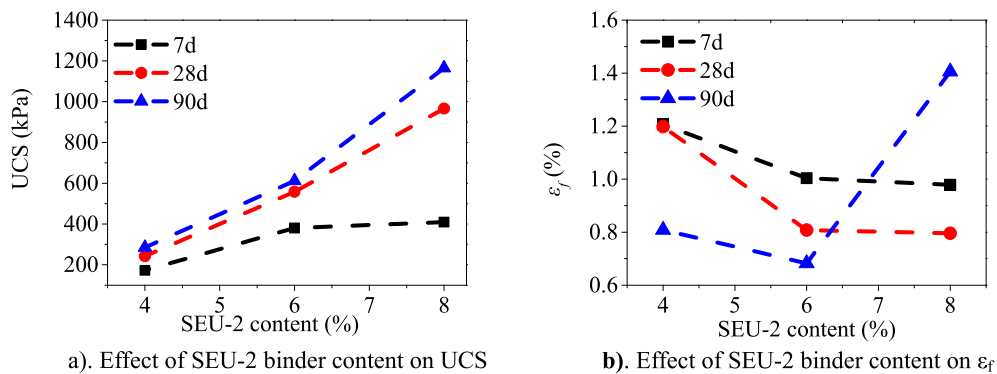 1400
1200
1000
800
600
400
200
UCS (kPa)
7d
28d
90d
4 5 6 7 8
SEU-2 content (%)
a). Effect of SEU-2 binder content on UCS
1.6
1.4
1.2
1.0
0.8
0.6
εf (%)
7d
28d
90d
4 5 6 7 8
SEU-2 content (%)
b). Effect of SEU-2 binder content on εf